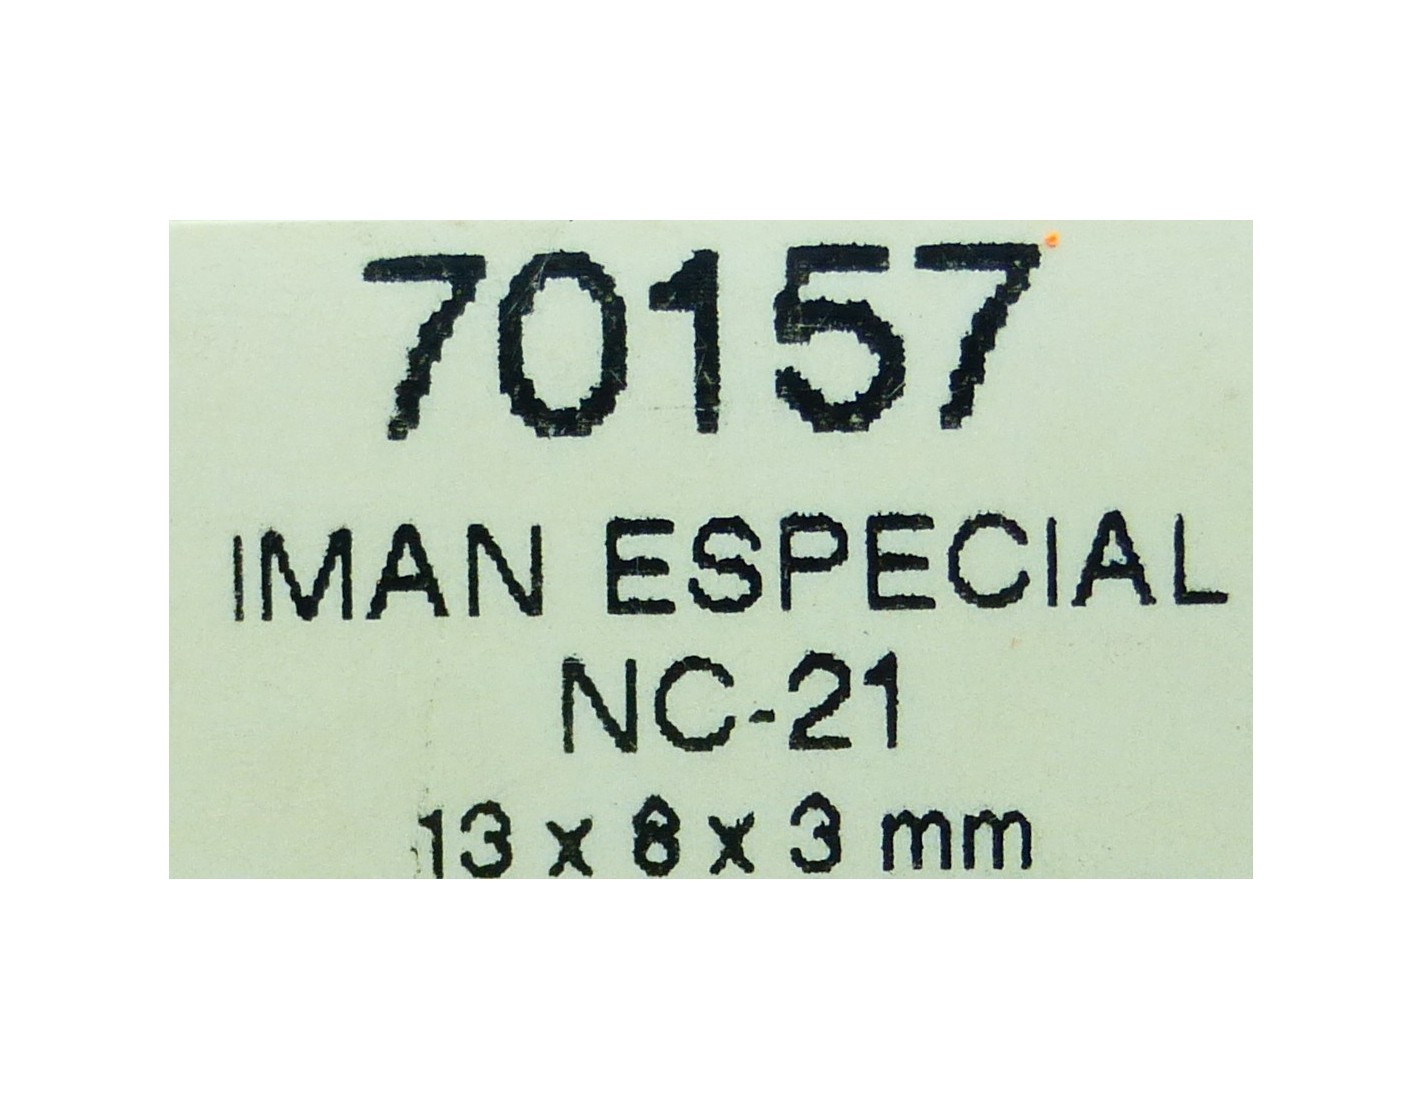 70157
IMAN ESPECIAL
NC-21
13 x 8 x 3 mm